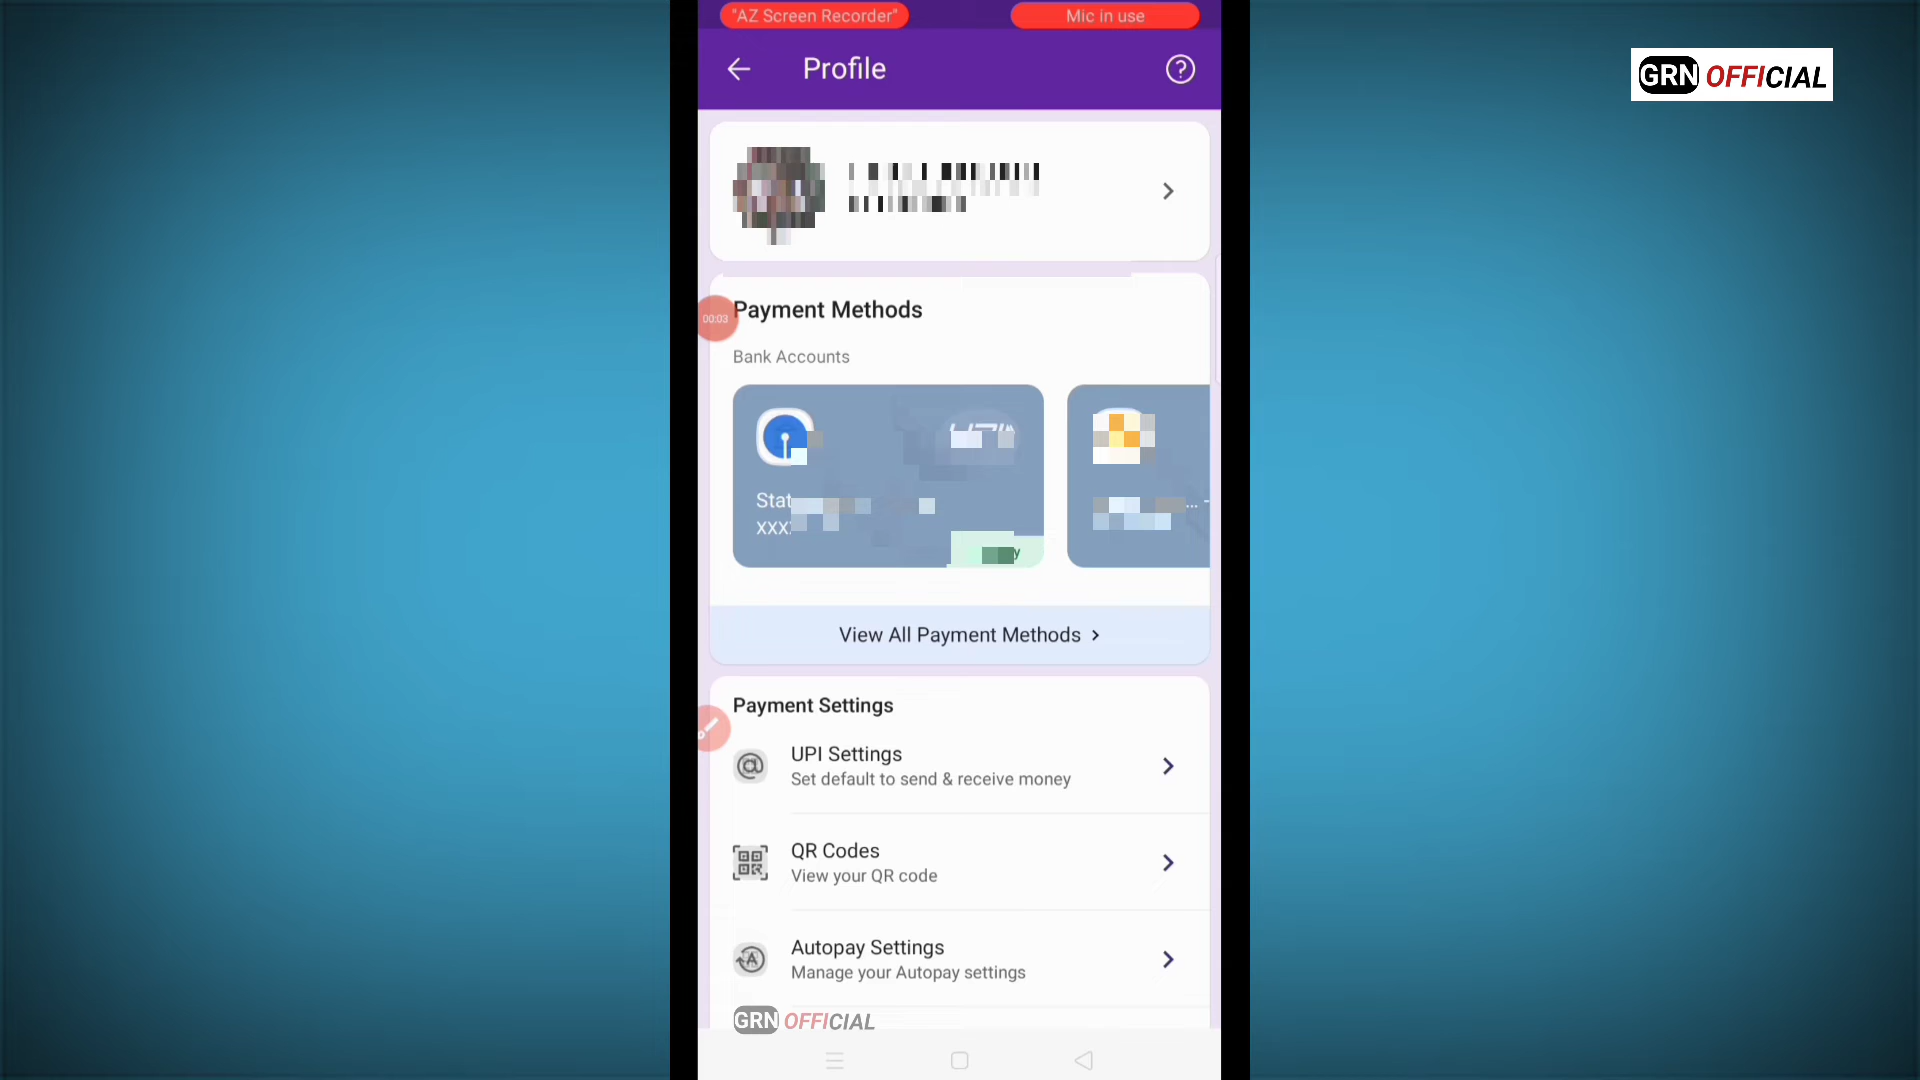 "AZ Screen Recorder"
Mic in use
Profile
GRN OFFICIAL
00:03
Payment Methods
Bank Accounts
Stat
XXX
View All Payment Methods
Payment Settings
UPI Settings
Set default to send & receive money
QR Codes
View your QR code
Autopay Settings
Manage your Autopay settings
GRN OFFICIAL